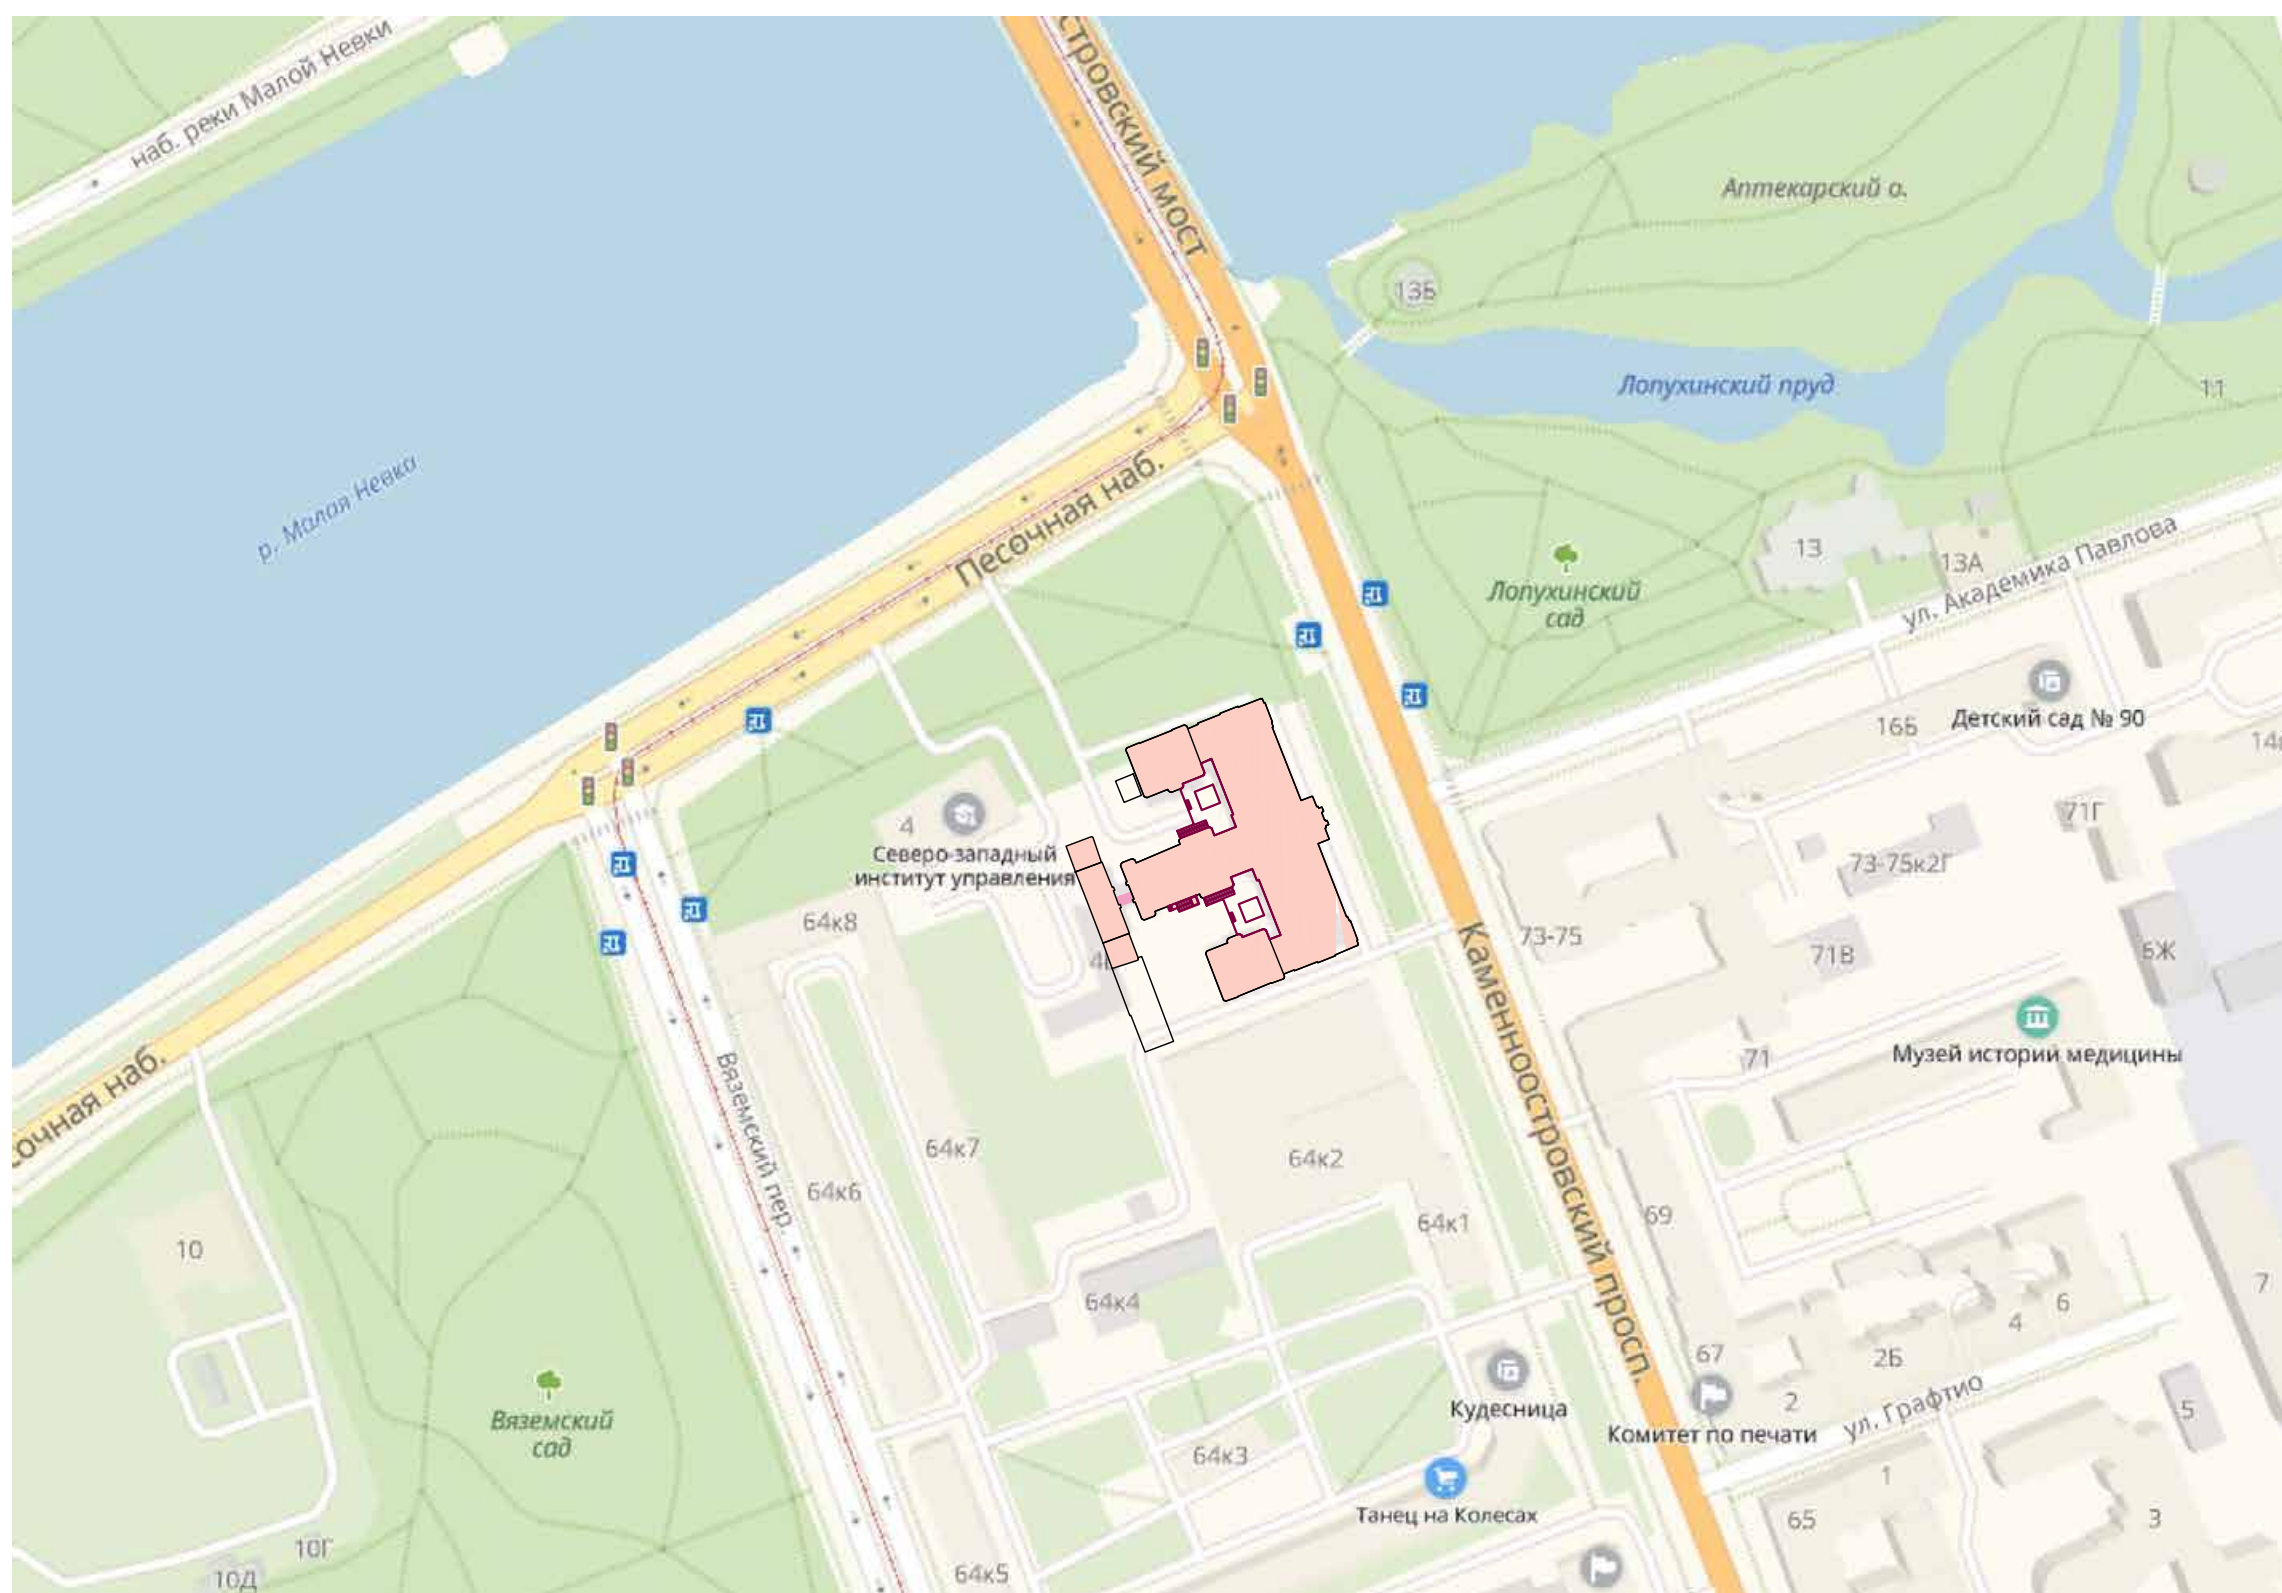 наб. реки Малой Невки
стровский мост
Аптекарский о.
13Б
Лопухинский пруд
11
р. Малая Невка
Песочная наб.
13
13А
ул. Академика Павлова
Лопухинский
сад
Детский сад № 90
16Б
71Г
4
Северо-западный
институт управления
73-75к2Г
64к8
73-75
71В
6Ж
Каменноостровский просп.
Музей истории медицины
71
Вяземский пер.
сочная наб.
64к7
64к2
64к6
64к1
69
10
64к4
7
6
4
67
2Б
2
Кудесница
Комитет по печати
ул. Графтио
5
Вяземский
сад
64к3
1
Танец на Колесах
65
3
10Г
10Д
64к5